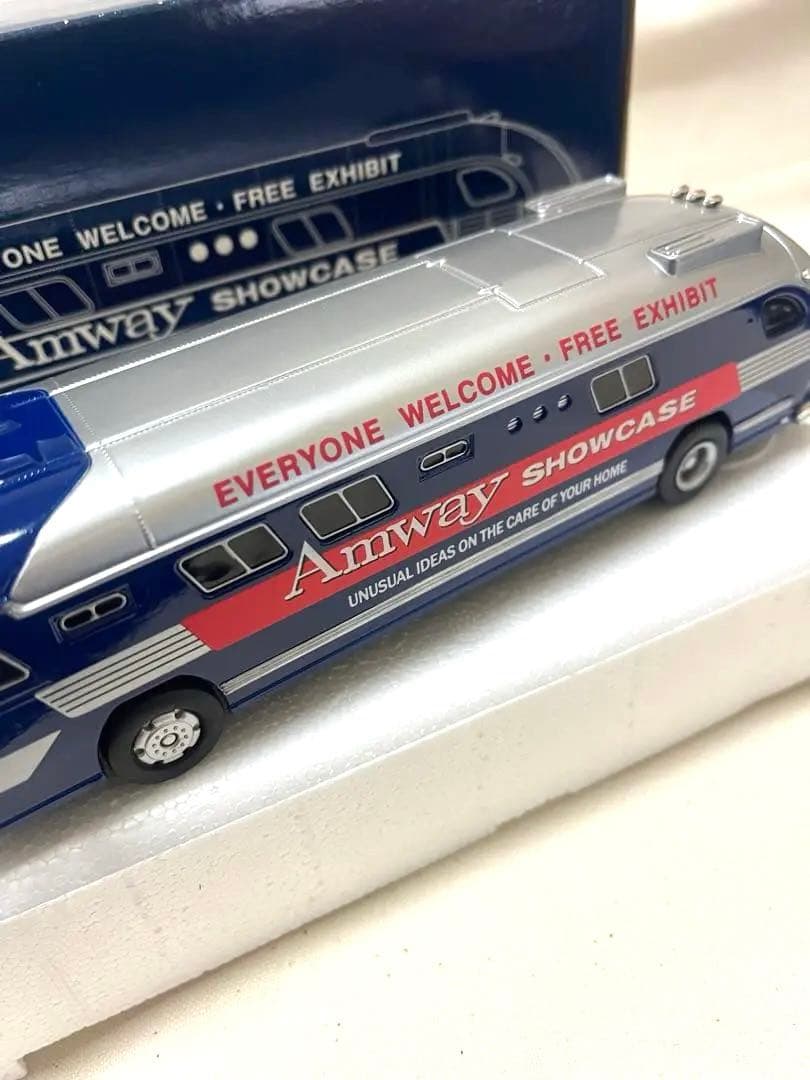 ONE WELCOME · FREE EXHIBIT
Amway SHOWCASE
EVERYONE WELCOME · FREE EXHIBIT
Amway SHOWCASE
UNUSUAL IDEAS ON THE CARE OF YOUR HOME